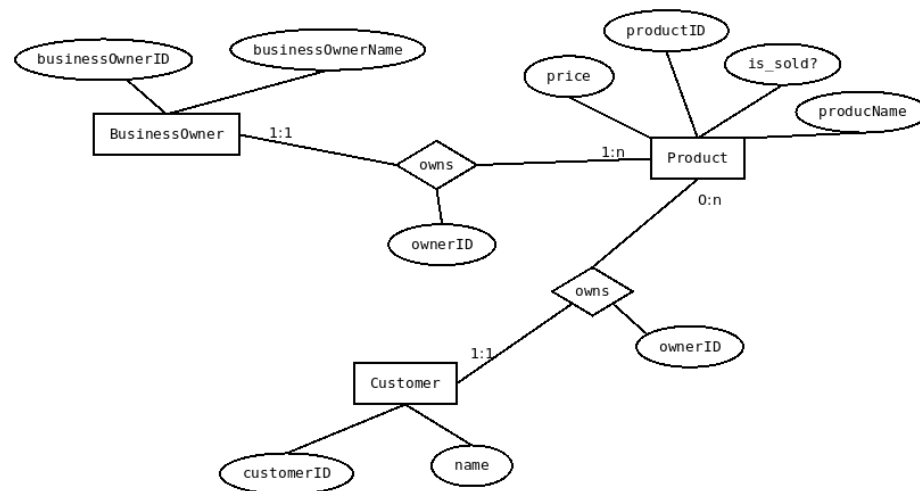 businessOwnerID
businessOwnerName
productID
is_sold?
price
producName
BusinessOwner
1:1
owns
1:n
Product
0:n
ownerID
owns
ownerID
1:1
Customer
customerID
name